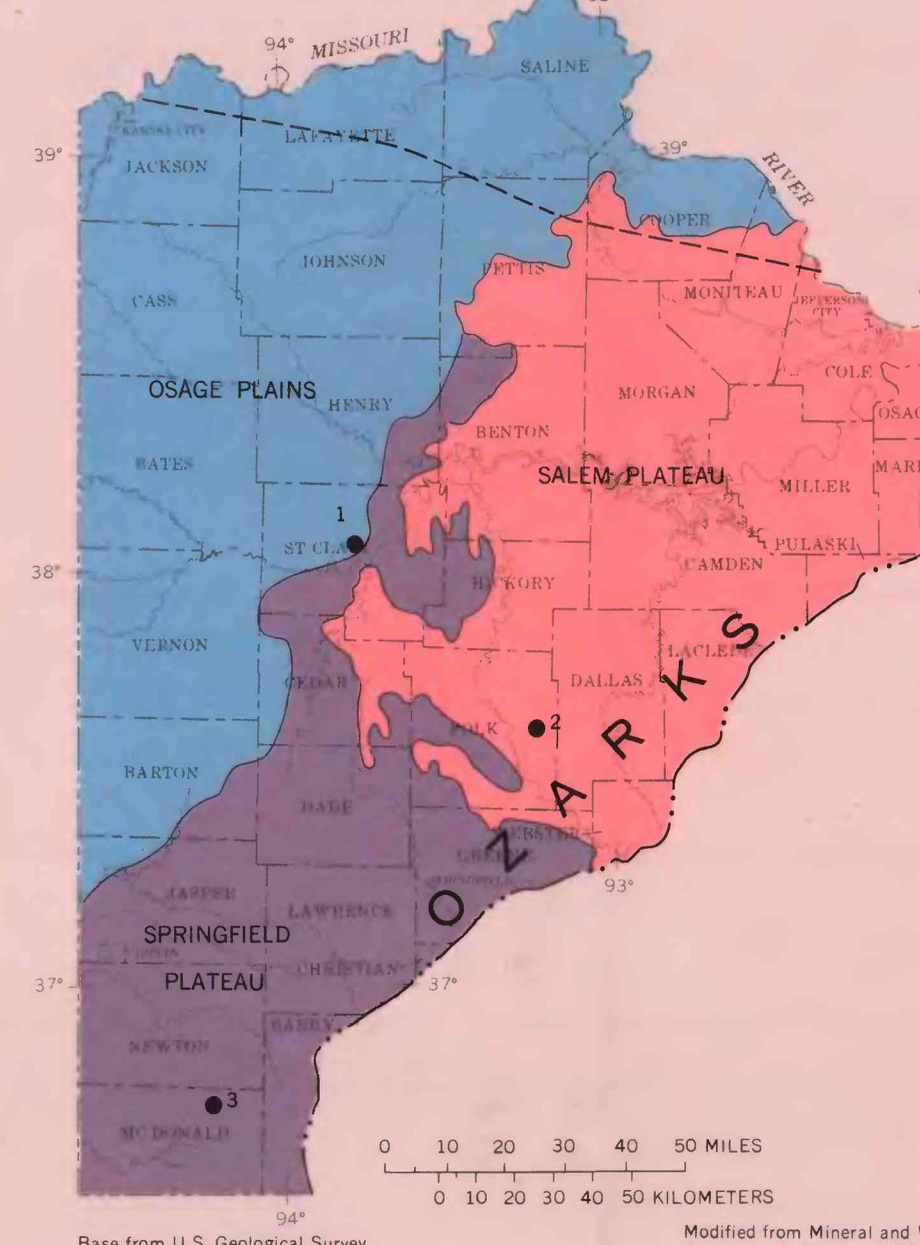 94°
MISSOURI
SALINE
KANSAS CITY
LAFAYETTE
39°
39°
RIVER
JACKSON
COOPER
JOHNSON
PETTIS
MONITEAU
CASS
JEFFERSON
CITY
COLE
OSAGE PLAINS
HENRY
MORGAN
OSAG
BENTON
BATES
SALEM PLATEAU
MARI
MILLER
1
ST CLA
PULASKI
38°
CAMDEN
HICKORY
VERNON
LACLEDE
CEDAR
DALLAS
POLK
2
BARTON
DADE
WEBSTER
GREENE
SPRINGFIELD
93°
JASPER
LAWRENCE
OZARKS
SPRINGFIELD
JOPLIN
PLATEAU
CHRISTIAN
37°
37°
BARRY
NEWTON
3
MCDONALD
0 10 20 30 40 50 MILES
0 10 20 30 40 50 KILOMETERS
94°
Modified from Mineral and
Base from U.S. Geological Survey